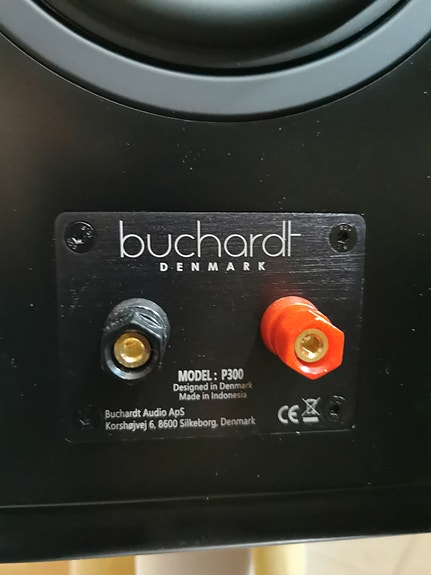 buchardt
DENMARK
MODEL : P300
Designed in Denmark
Made in Indonesia
Buchardt Audio ApS
Korshøjvej 6, 8600 Silkeborg, Denmark
CE